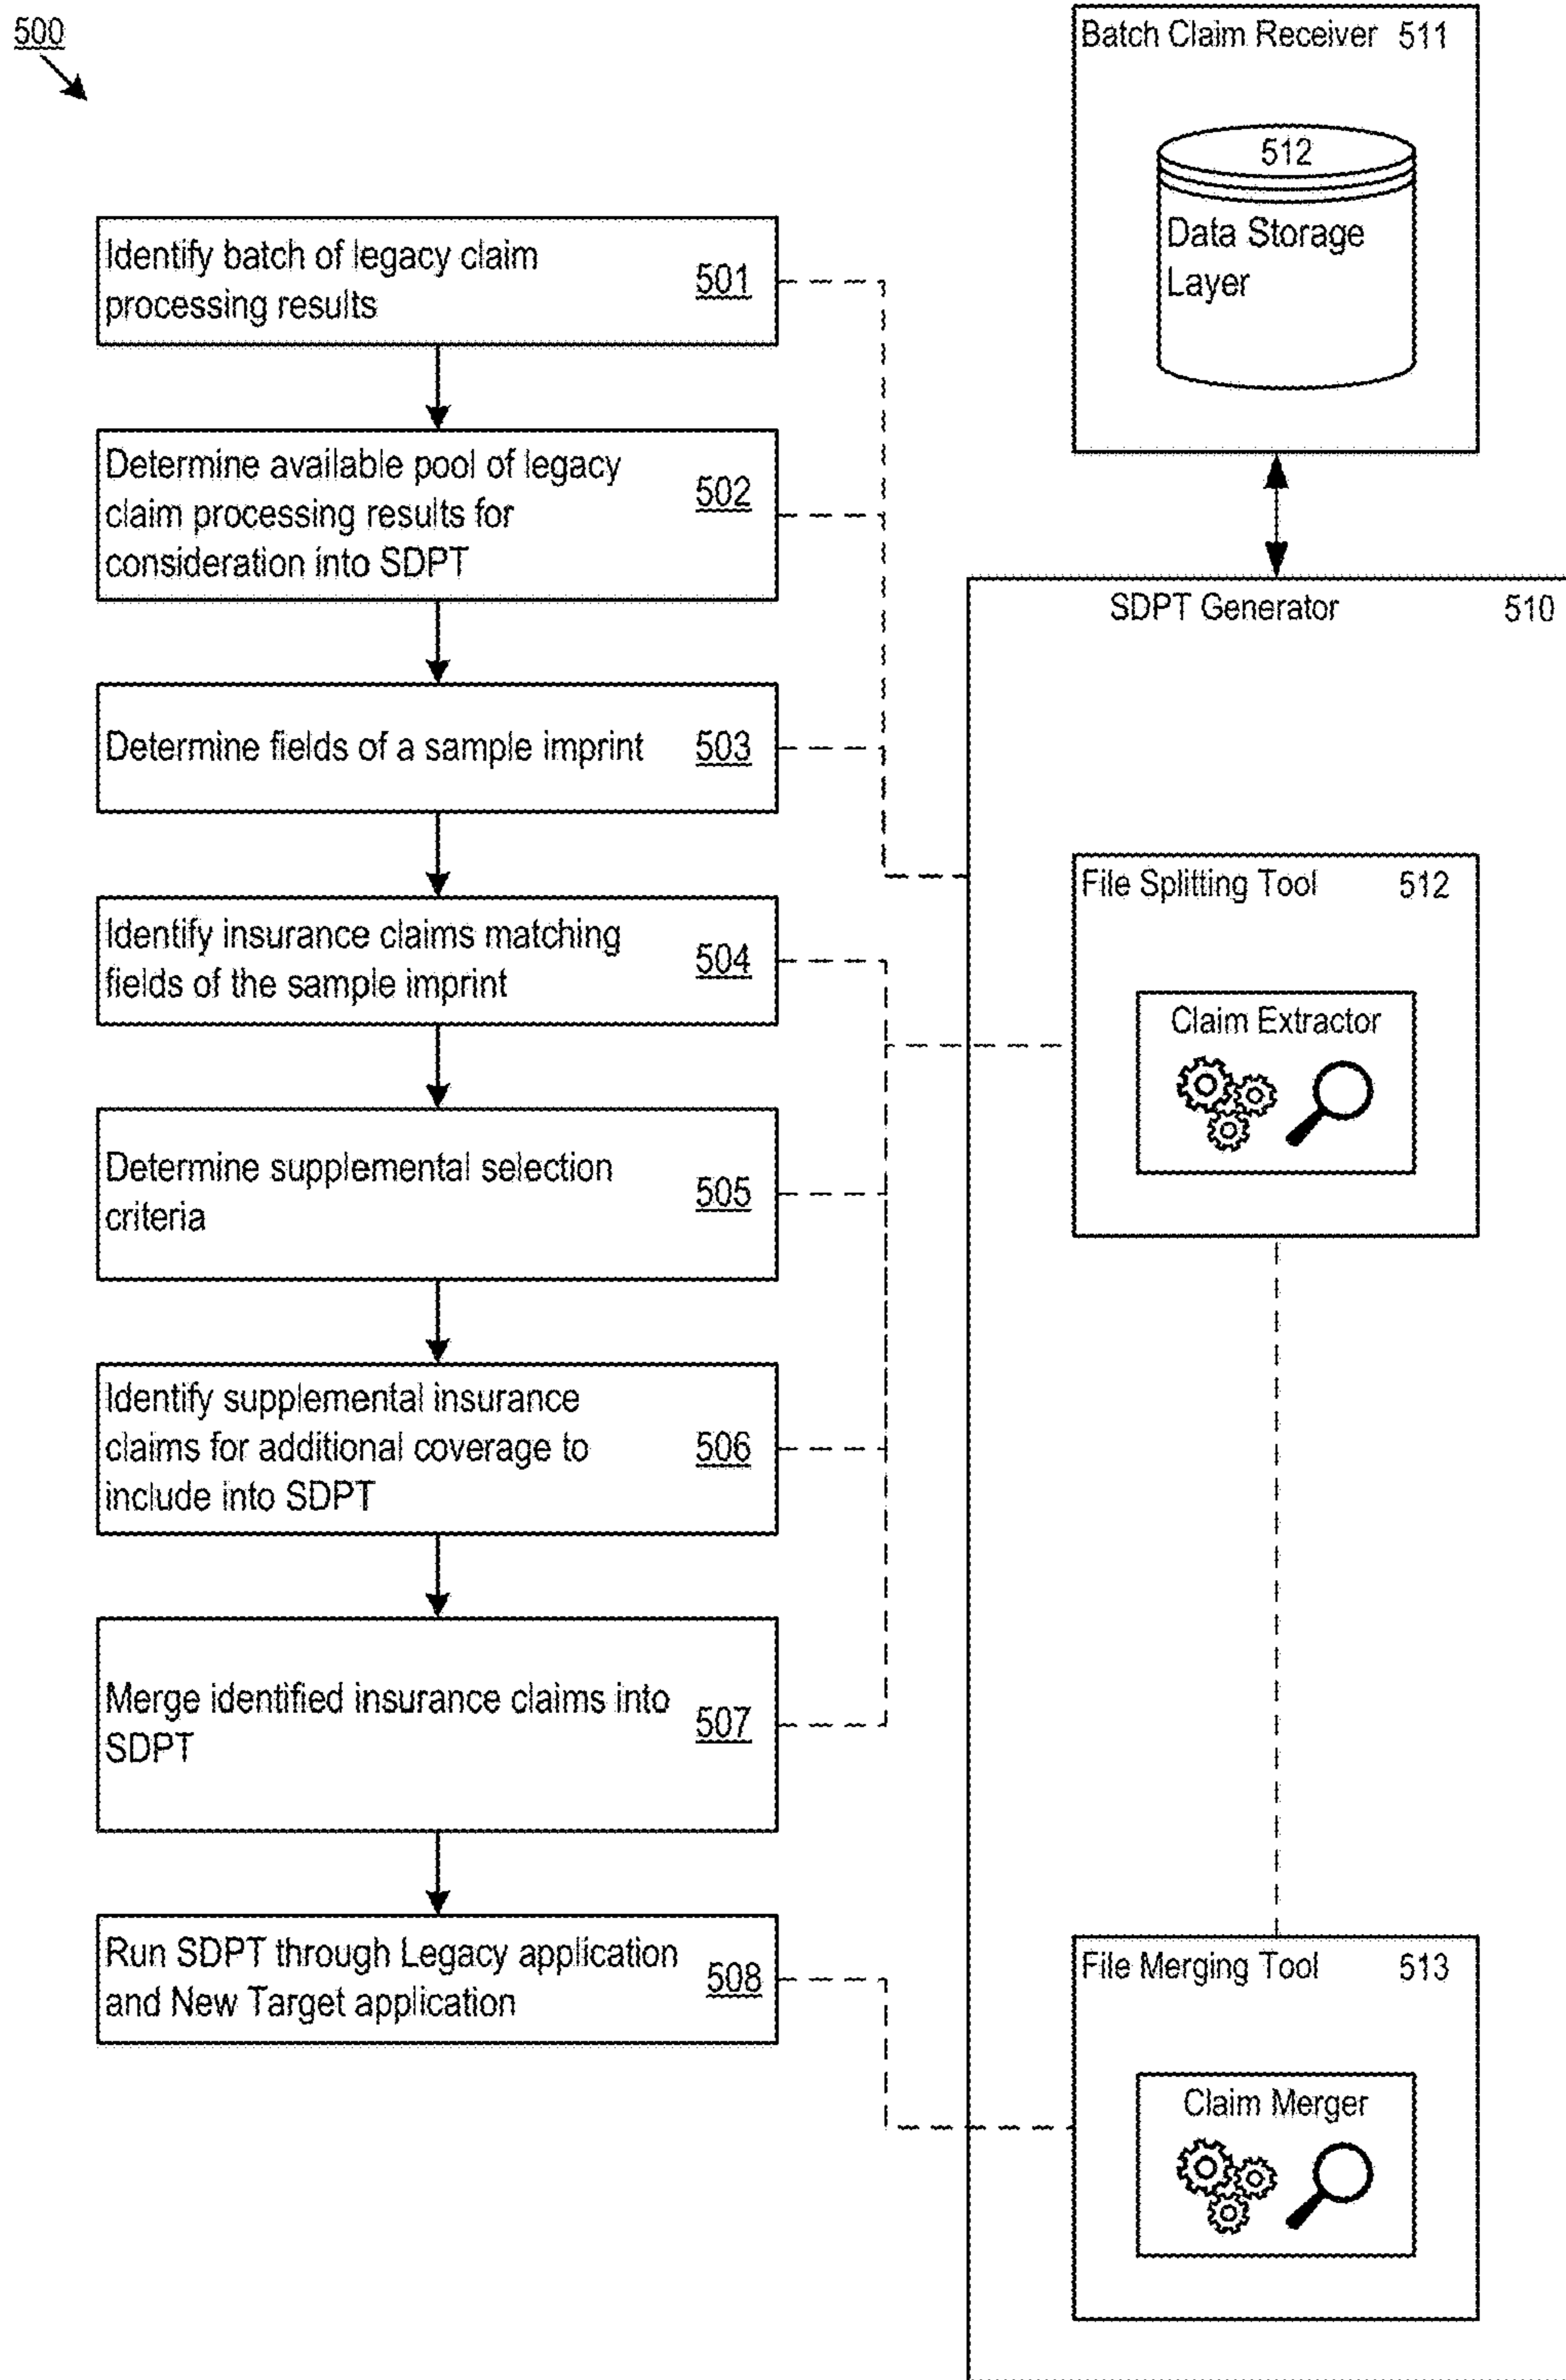 500
Identify batch of legacy claim
processing results
501
Determine available pool of legacy
claim processing results for
consideration into SDPT
502
Determine fields of a sample imprint
503
Identify insurance claims matching
fields of the sample imprint
504
Determine supplemental selection
criteria
505
Identify supplemental insurance
claims for additional coverage to
include into SDPT
506
Merge identified insurance claims into
SDPT
507
Run SDPT through Legacy application
and New Target application
508
Batch Claim Receiver 511
512
Data Storage
Layer
SDPT Generator 510
File Splitting Tool 512
Claim Extractor
File Merging Tool 513
Claim Merger